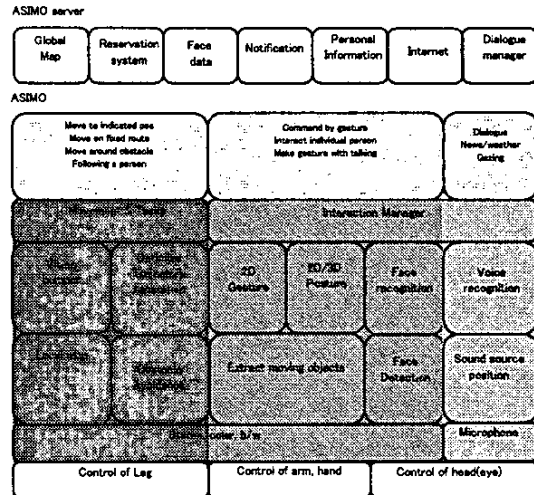 ASIMO server
Global Map
Reservation system
Face data
Notification
Personal Information
Internet
Dialogue manager
ASIMO
Move to indicated pos
Move on fixed route
Move around obstacle
Following a person
Command by gesture
Interact individual person
Make gesture with talking
Dialogue
News/weather
Gazing
Interaction Manager
2D Gesture
2D/3D Posture
Face recognition
Voice recognition
Extract moving objects
Face Detection
Sound source position
b/w
Microphone
Control of Leg
Control of arm, hand
Control of head(eye)